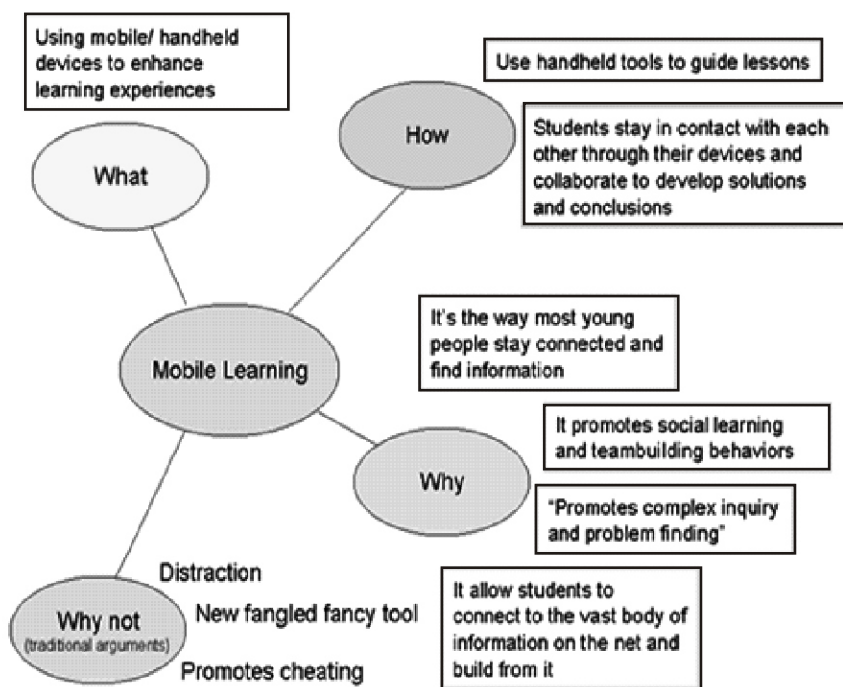 Using mobile/ handheld
devices to enhance
learning experiences
What
How
Use handheld tools to guide lessons
Students stay in contact with each
other through their devices and
collaborate to develop solutions
and conclusions
Mobile Learning
It's the way most young
people stay connected and
find information
Why
It promotes social learning
and teambuilding behaviors
"Promotes complex inquiry
and problem finding"
It allow students to
connect to the vast body of
information on the net and
build from it
Why not
(traditional arguments)
Distraction
New fangled fancy tool
Promotes cheating